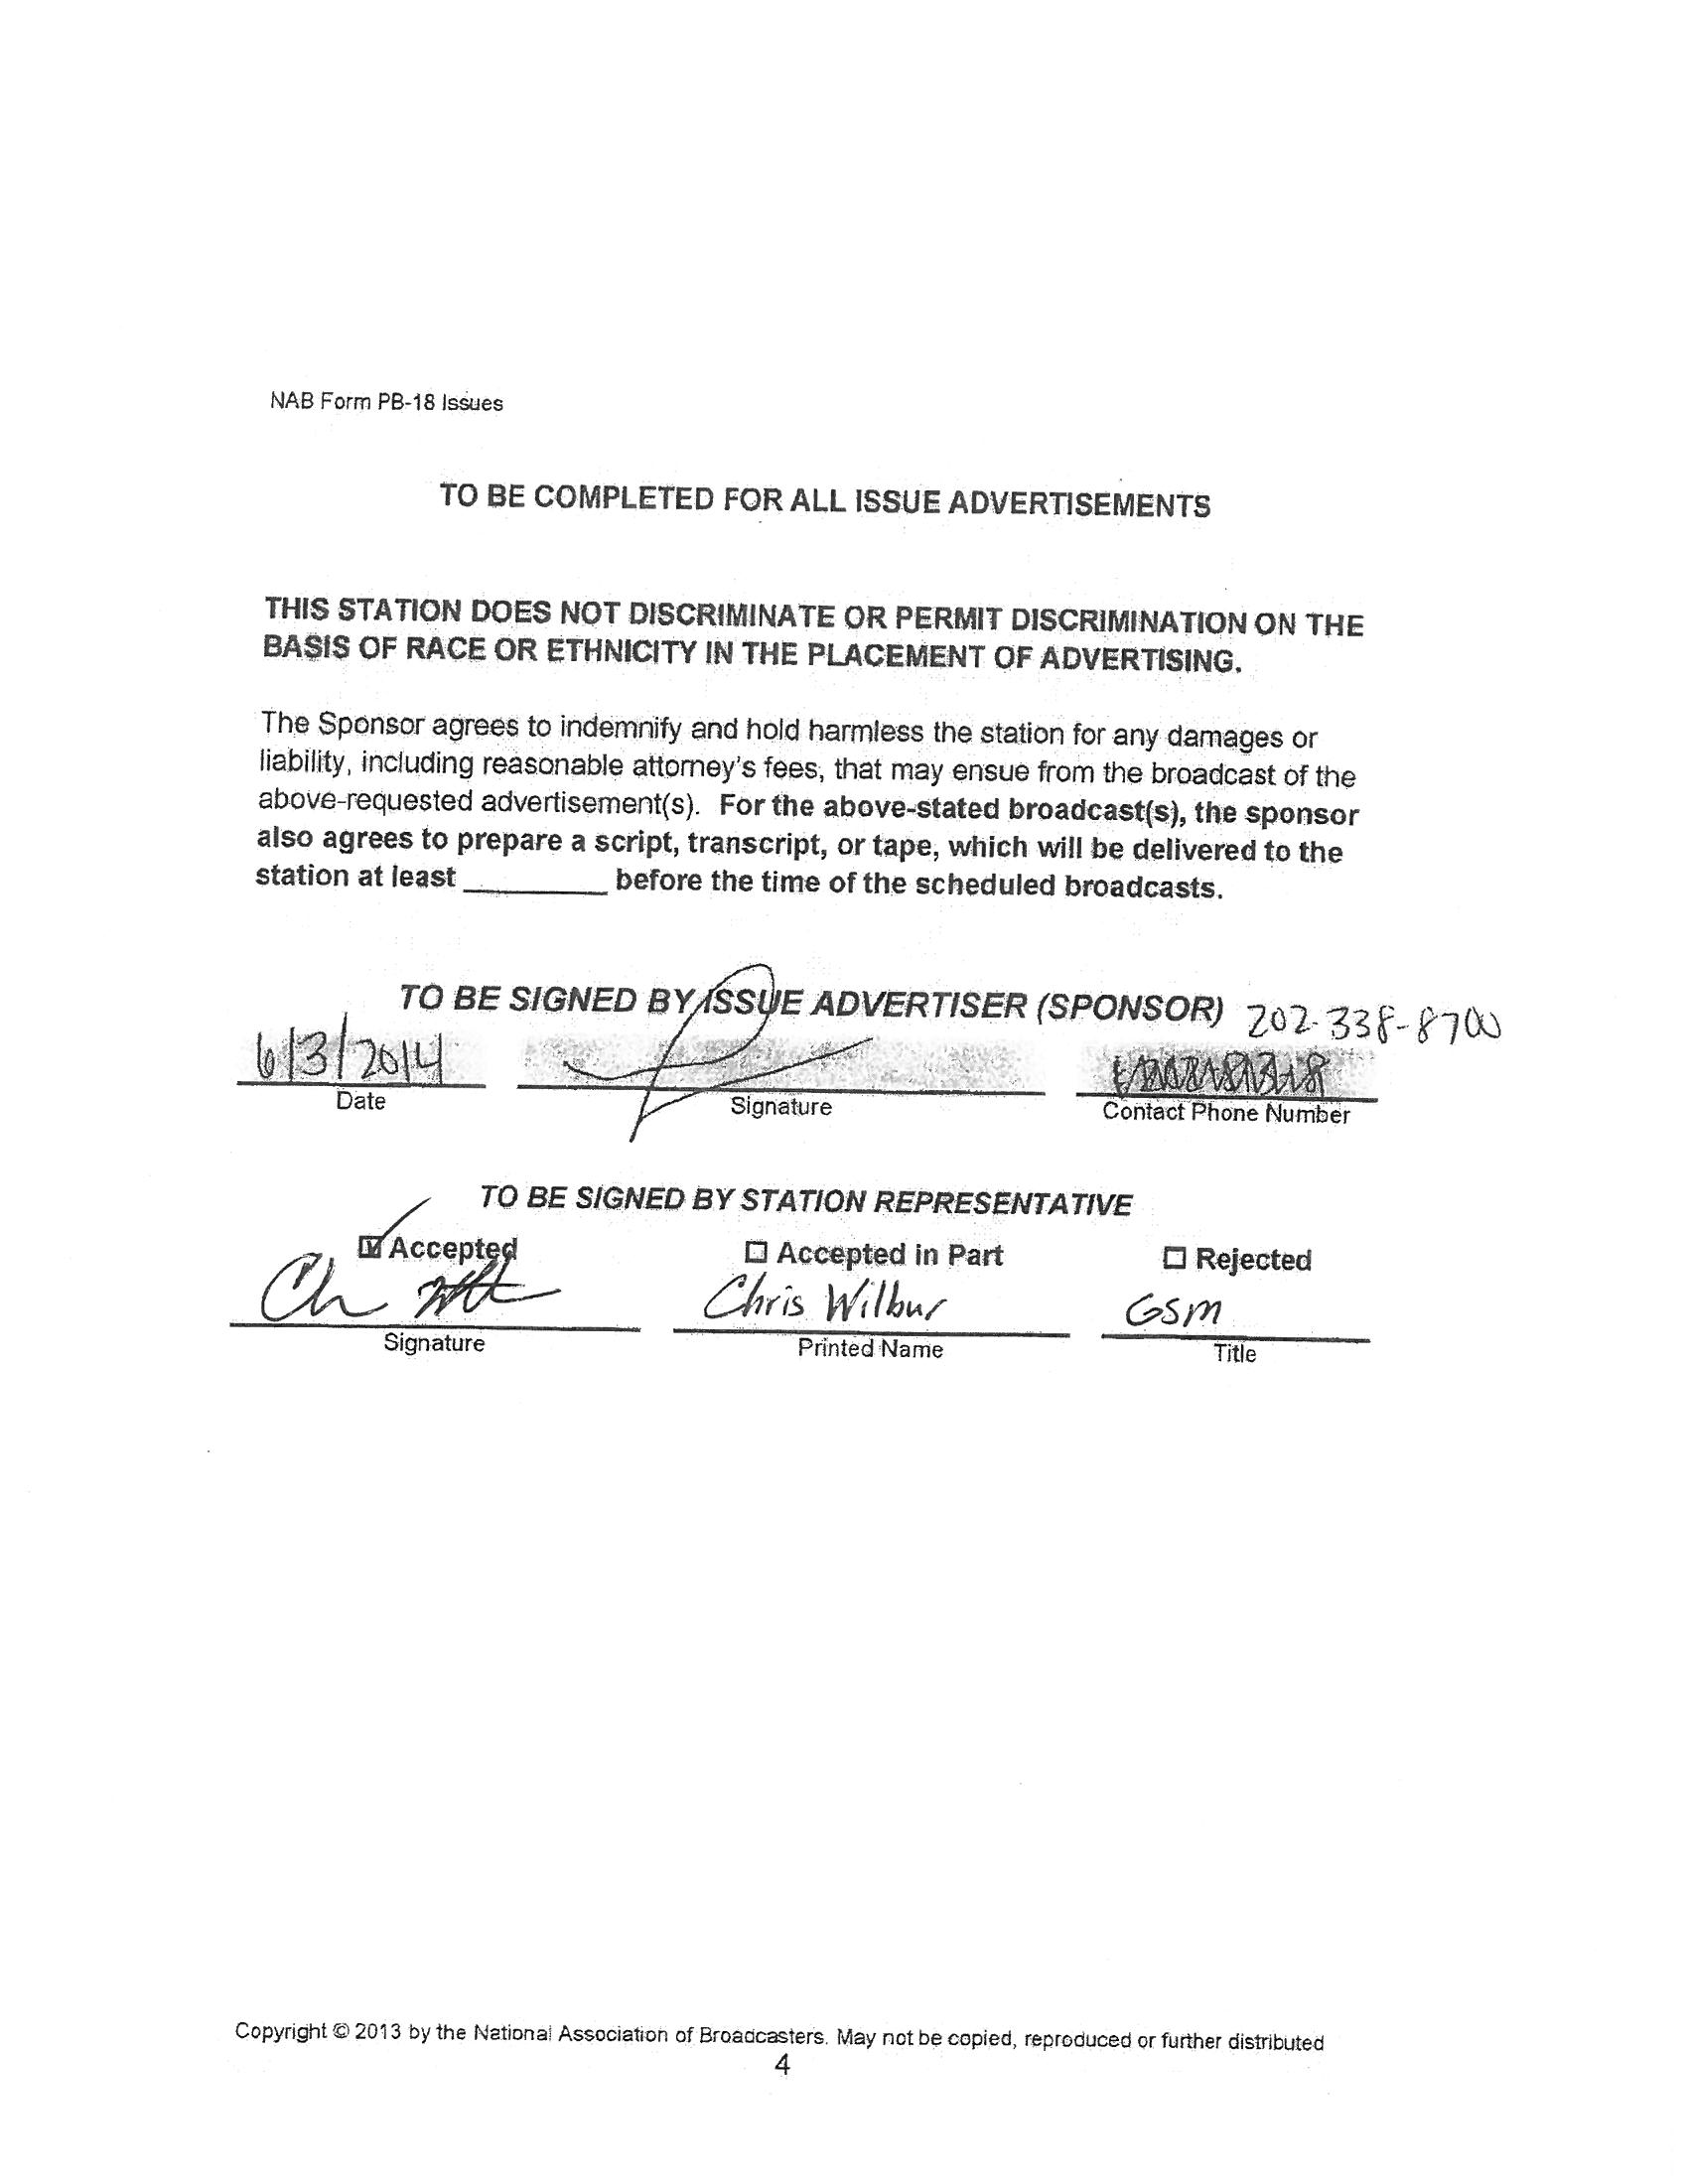 NAB Form PB-18 Issues
TO BE COMPLETED FOR ALL ISSUE ADVERTISEMENTS
THIS STATION DOES NOT DISCRIMINATE OR PERMIT DISCRIMINATION ON THE
BASIS OF RACE OR ETHNICITY IN THE PLACEMENT OF ADVERTISING.
The Sponsor agrees to indemnify and hold harmless the station for any damages or
liability, including reasonable attorney's fees, that may ensue from the broadcast of the
above-requested advertisement(s). For the above-stated broadcast(s), the sponsor
also agrees to prepare a script, transcript, or tape, which will be delivered to the
station at least ________ before the time of the scheduled broadcasts.
TO BE SIGNED BY ISSUE ADVERTISER (SPONSOR) 202-338-8700
6/3/2014
Date Signature Contact Phone Number
TO BE SIGNED BY STATION REPRESENTATIVE
☑ Accepted ☐ Accepted in Part ☐ Rejected
Chris Wilbur GSM
Signature Printed Name Title
Copyright © 2013 by the National Association of Broadcasters. May not be copied, reproduced or further distributed
4